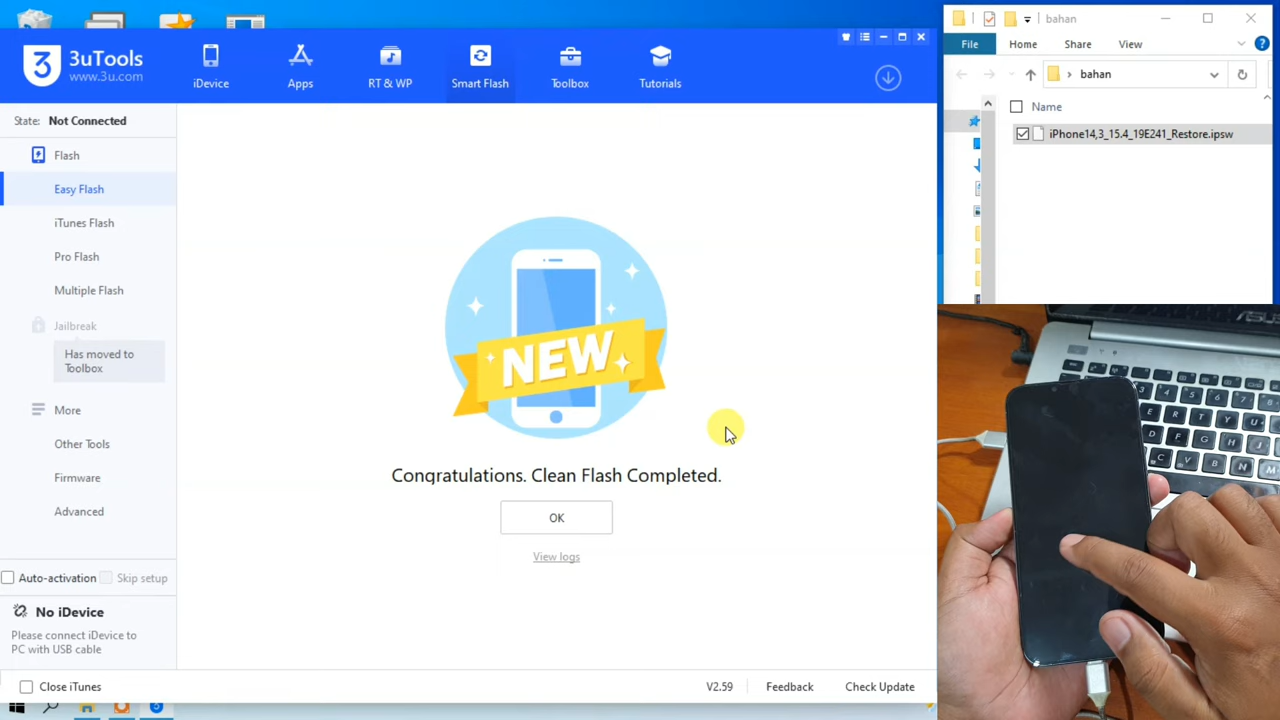 3uTools
www.3u.com
iDevice
Apps
RT & WP
Smart Flash
Toolbox
Tutorials
State: Not Connected
Flash
Easy Flash
iTunes Flash
Pro Flash
Multiple Flash
Jailbreak
Has moved to
Toolbox
More
Other Tools
Firmware
Advanced
Auto-activation
Skip setup
No iDevice
Please connect iDevice to
PC with USB cable
Close iTunes
NEW
Congratulations. Clean Flash Completed.
OK
View logs
V2.59
Feedback
Check Update
bahan
File
Home
Share
View
bahan
Name
iPhone14,3_15.4_19E241_Restore.ipsw
ASUS